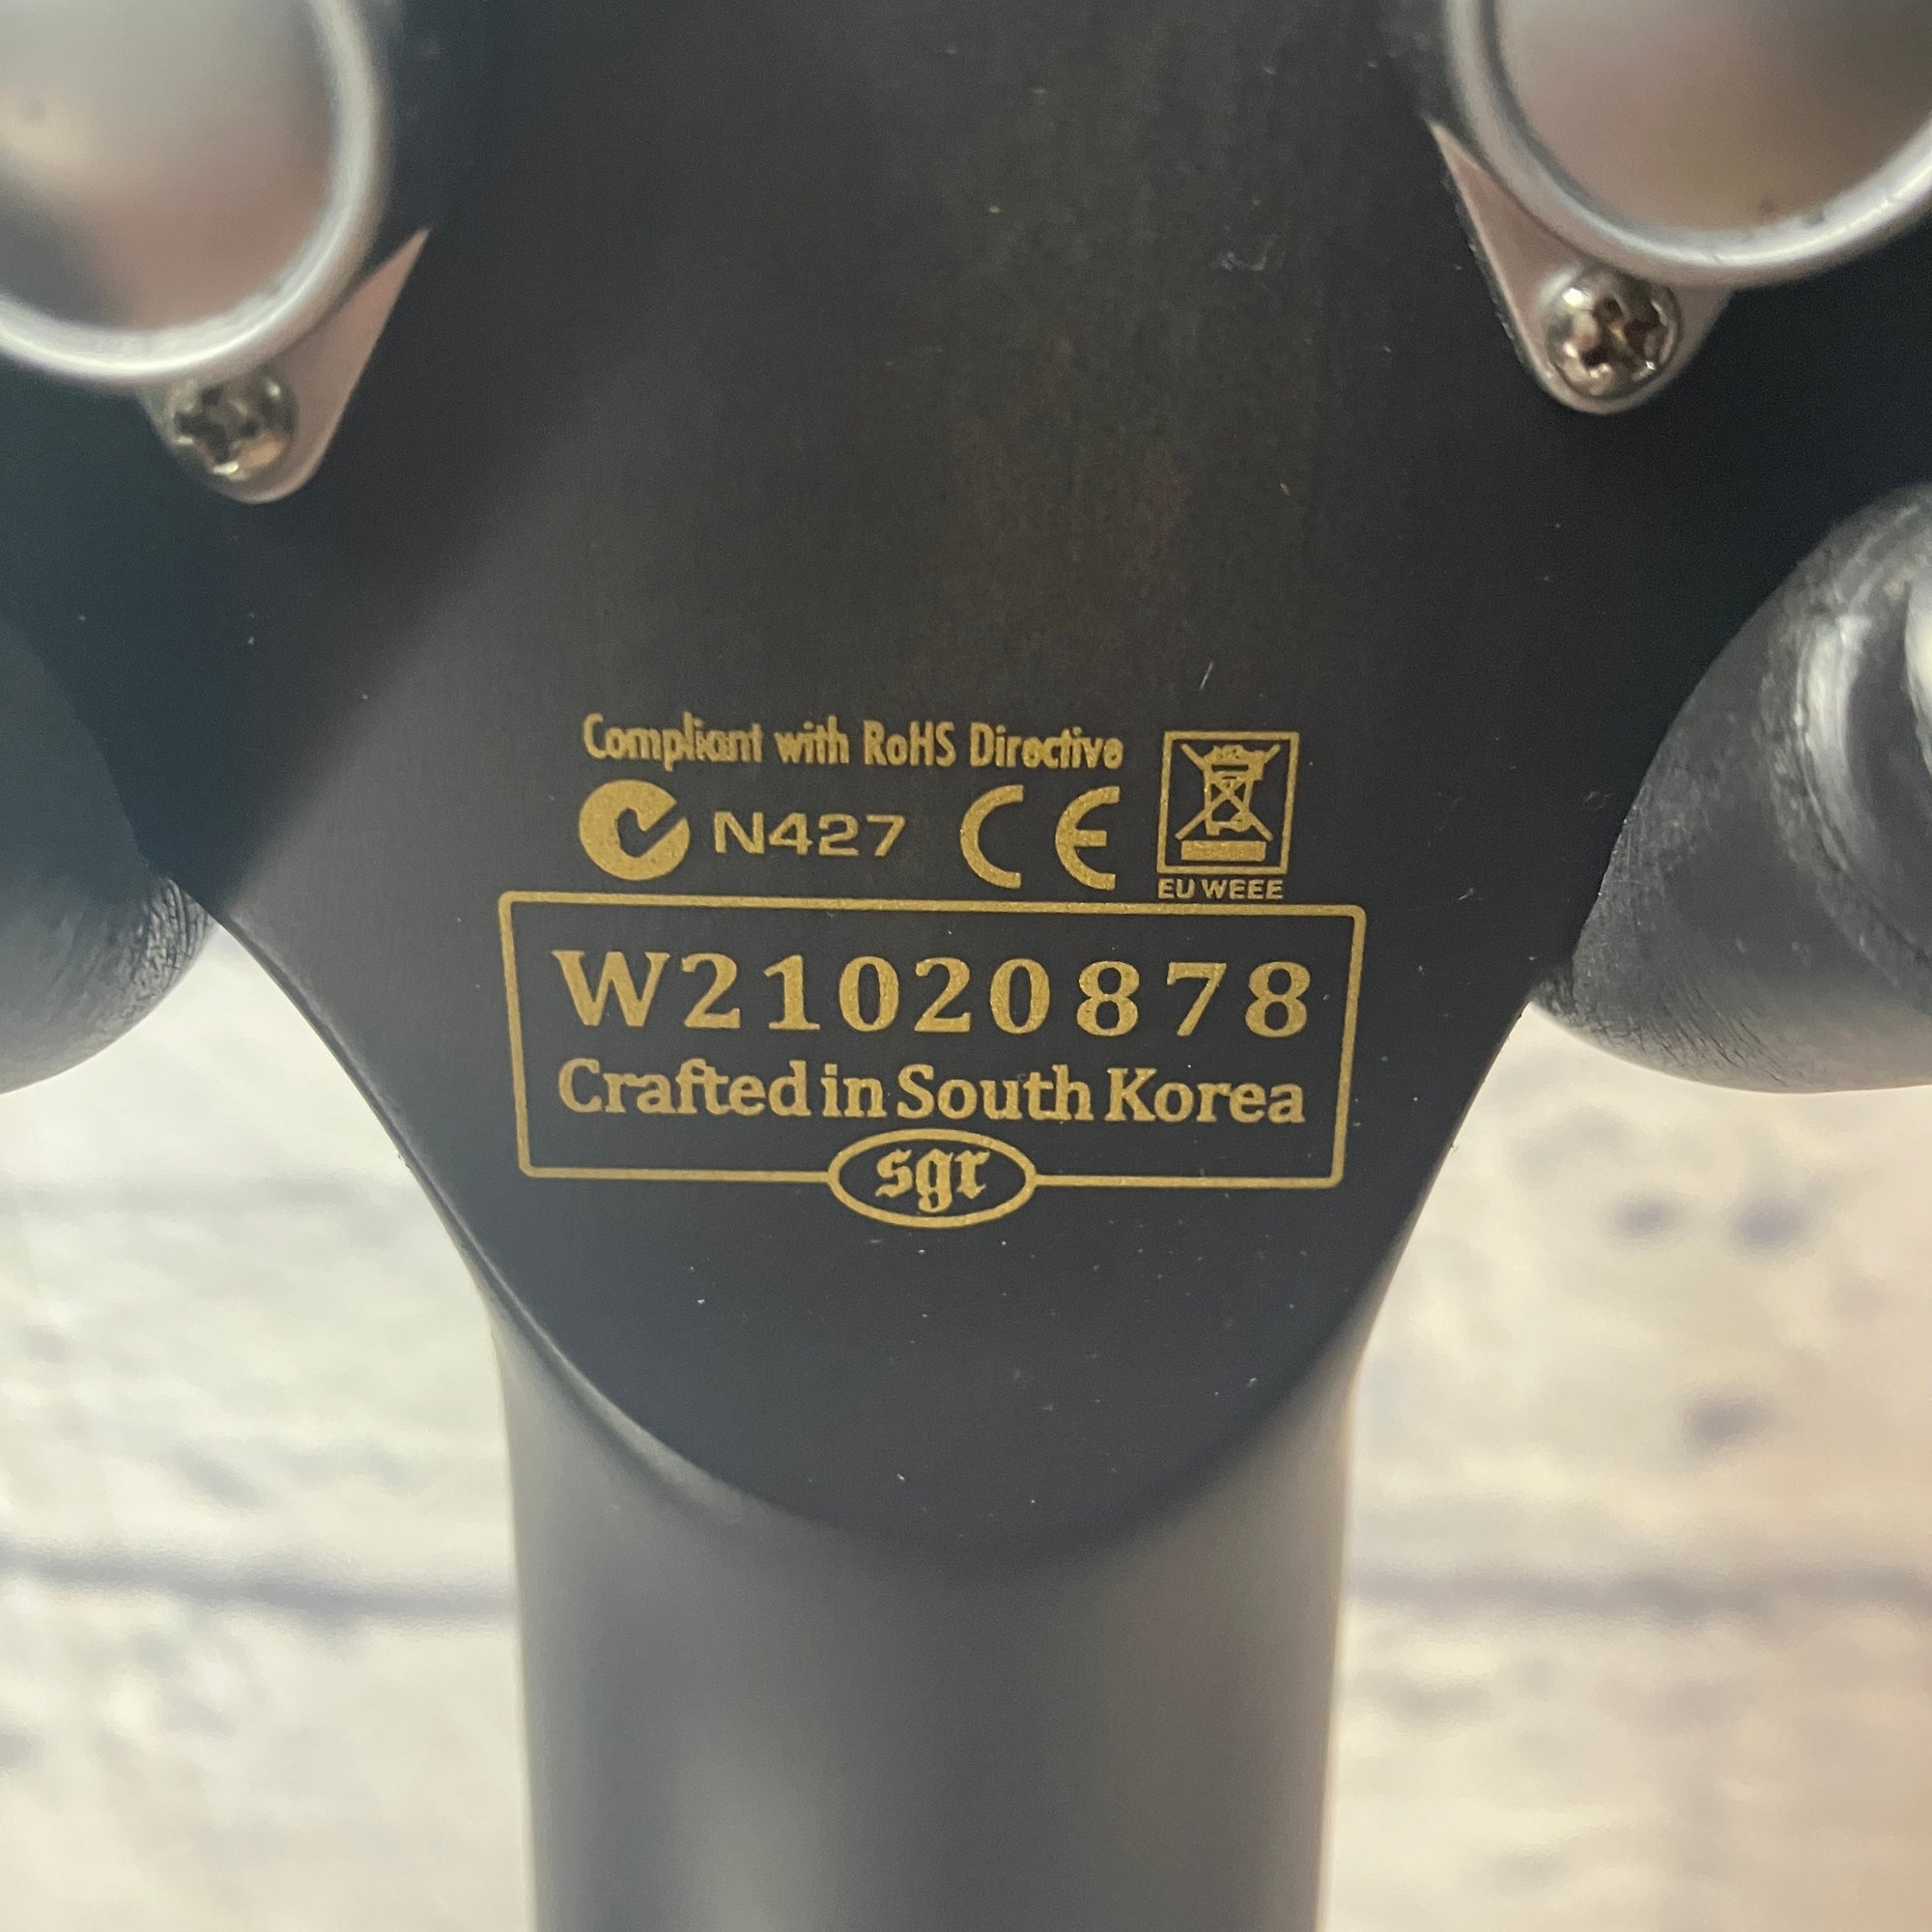 Compliant with RoHS Directive
N427 CE
EU WEEE
W21020878
Crafted in South Korea
sgr